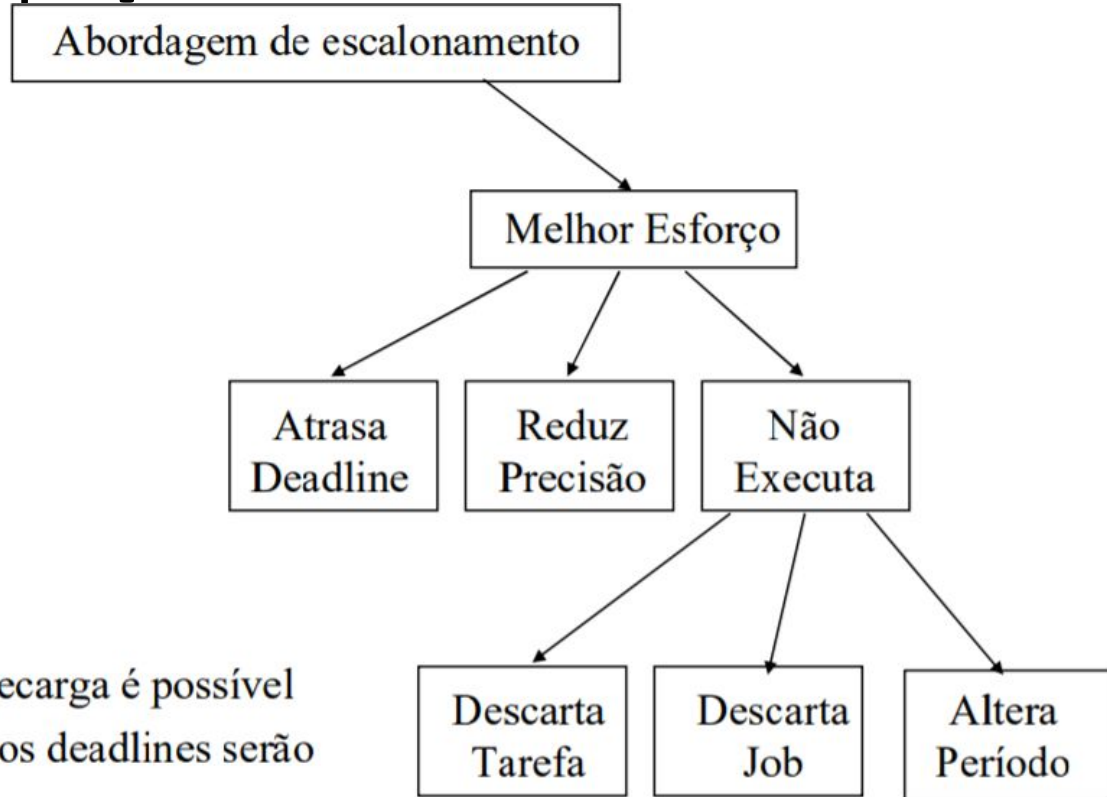 Abordagem de escalonamento
Melhor Esforço
Atrasa
Deadline
Reduz
Precisão
Não
Executa
ecarga é possível
os deadlines serão
Descarta
Tarefa
Descarta
Job
Altera
Período